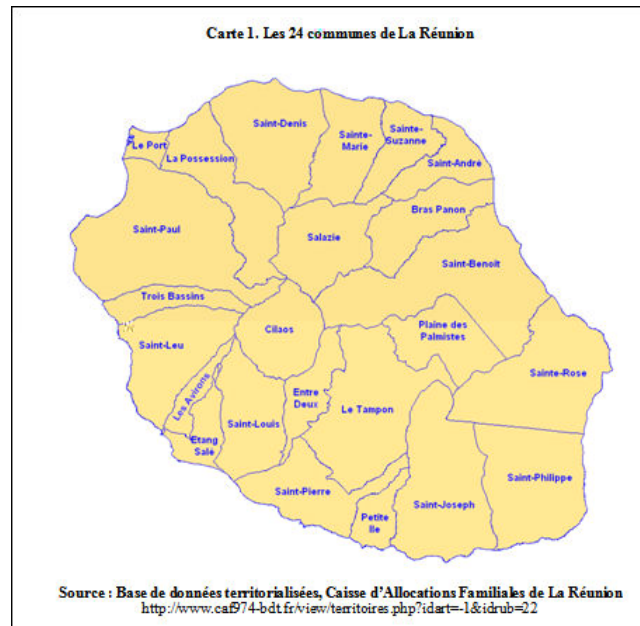 Carte 1. Les 24 communes de La Réunion
Saint-Denis
Sainte-
Marie
Sainte-
Suzanne
Le Port
La Possession
Saint-André
Bras Panon
Saint-Paul
Salazie
Saint-Benoit
Trois Bassins
Cilaos
Plaine des
Palmistes
Saint-Leu
Sainte-Rose
Les Avirons
Entre
Deux
Le Tampon
Saint-Louis
Etang
Salé
Saint-Philippe
Saint-Pierre
Saint-Joseph
Petite
Ile
Source : Base de données territorialisées, Caisse d'Allocations Familiales de La Réunion
http://www.caf974-bdt.fr/view/territoires.php?idart=-1&idrub=22